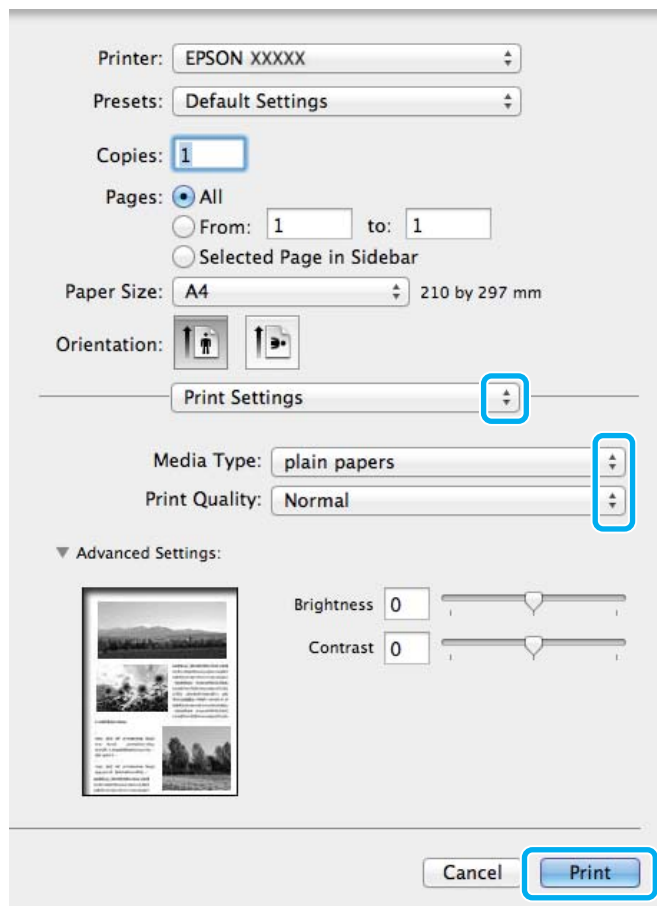 Printer: EPSON XXXXX
Presets: Default Settings
Copies: 1
Pages: All
From: 1 to: 1
Selected Page in Sidebar
Paper Size: A4 210 by 297 mm
Orientation:
Print Settings
Media Type: plain papers
Print Quality: Normal
Advanced Settings:
Brightness 0
Contrast 0
Cancel Print